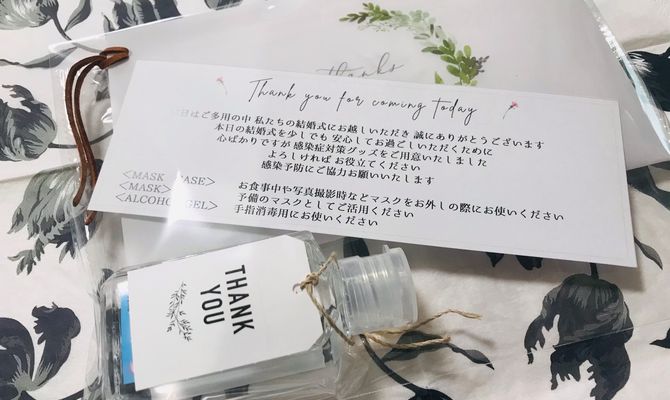 thanks
Thank you for coming today
日はご多用の中 私たちの結婚式にお越しいただき 誠にありがとうございます
本日の結婚式を少しでも 安心してお過ごしいただくために
心ばかりですが 感染症対策グッズをご用意いたしました
よろしければ お役立てください
感染予防にご協力お願いいたします
<MASK CASE> お食事中や写真撮影時などマスクをお外しの際にお使いください
<MASK> 予備のマスクとしてご活用ください
<ALCOHOL GEL> 手指消毒用にお使いください
THANK
YOU